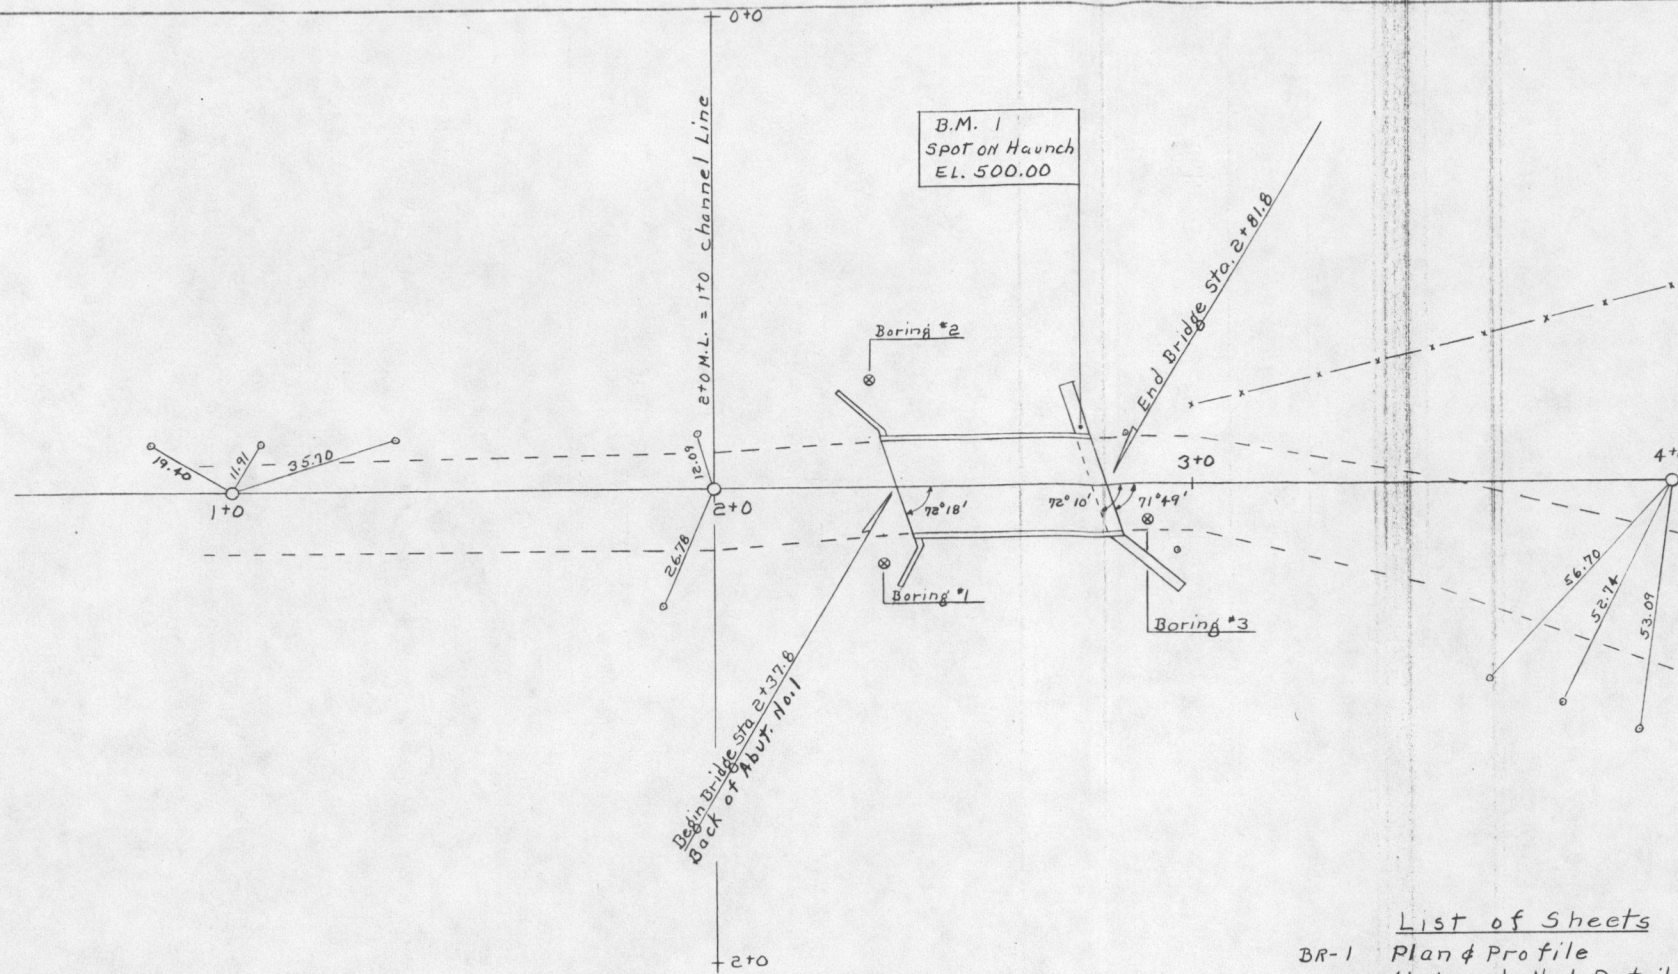 0+0
2+0 M.L. = 1+0 channel Line
B.M. 1
SPOT ON Haunch
EL. 500.00
End Bridge Sta. 2+81.8
Boring #2
19.40
11.91
35.70
12.09
1+0
2+0
3+0
72°18'
72°10'
71°49'
26.78
Boring #1
Boring #3
56.70
52.74
53.09
Begin Bridge Sta 2+37.8
Back of Abut. No.1
2+0
List of Sheets
BR-1 Plan & Profile